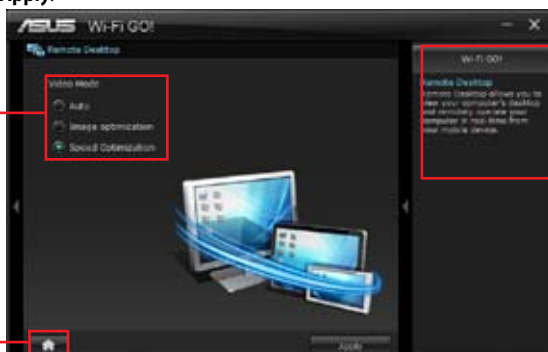 Apply.
ASUS Wi-Fi GO!
Remote Desktop
Video Mode
Auto
Image optimization
Speed Optimization
Apply
Wi-Fi GO!
Remote Desktop
Remote Desktop allows you to
view your computer's desktop
and remotely operate your
computer in real time from
your mobile device.